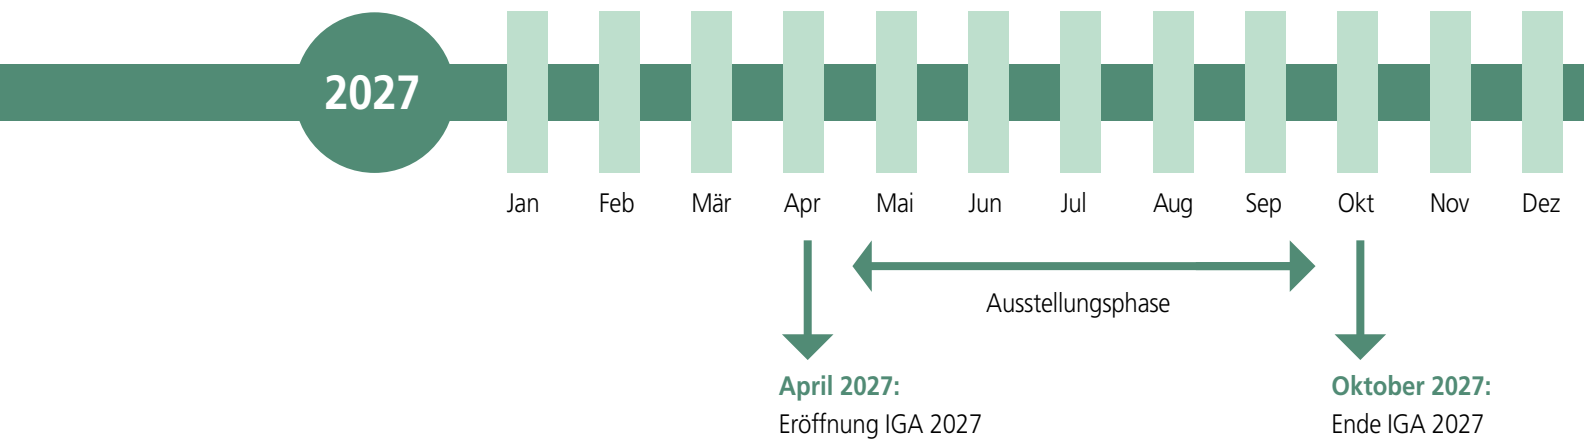 2027
Jan Feb Mär Apr Mai Jun Jul Aug Sep Okt Nov Dez
Ausstellungsphase
April 2027:
Eröffnung IGA 2027
Oktober 2027:
Ende IGA 2027